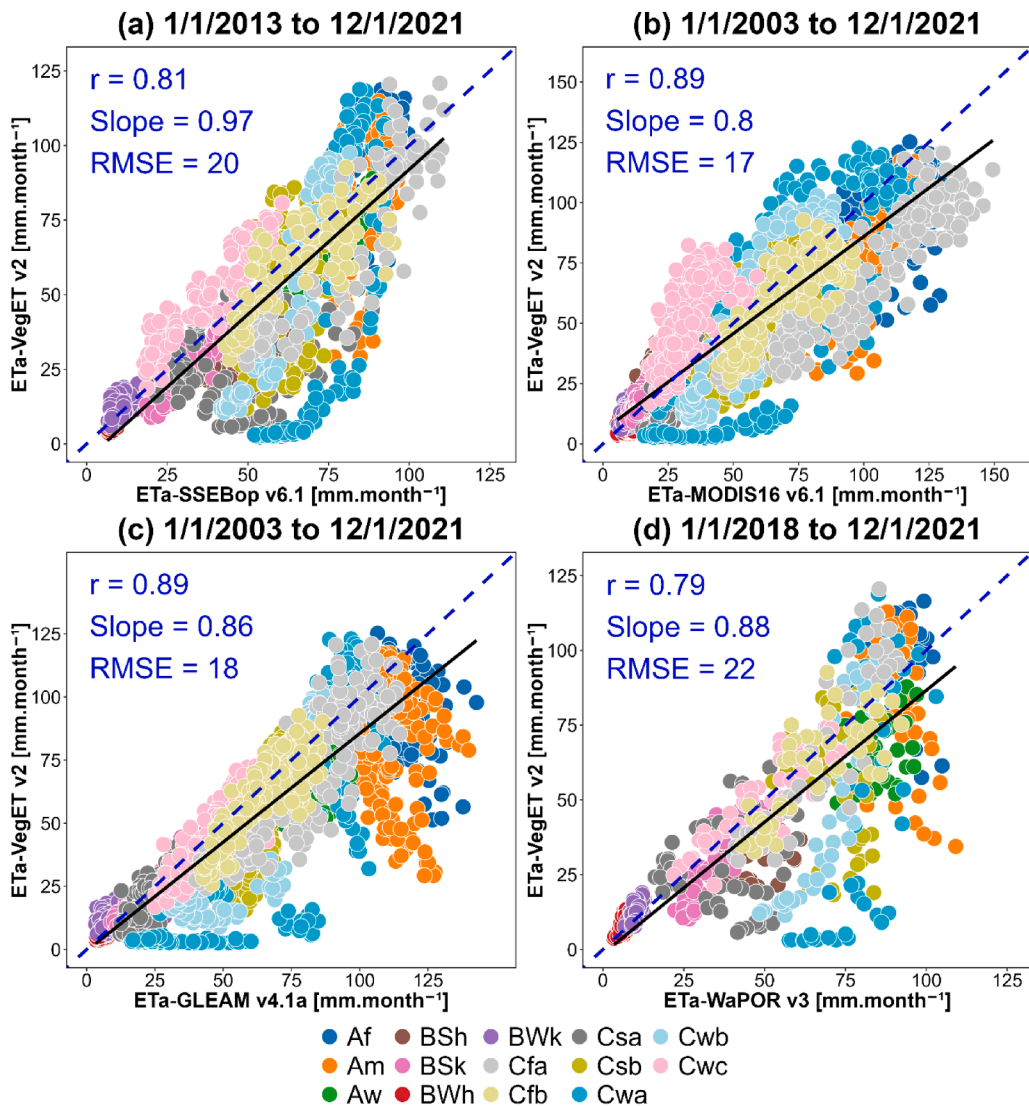 (a) 1/1/2013 to 12/1/2021
r = 0.81
Slope = 0.97
RMSE = 20
ETa-VegET v2 [mm.month⁻¹]
125
100
75
50
25
0
0
25
50
75
100
125
ETa-SSEBop v6.1 [mm.month⁻¹]
(b) 1/1/2003 to 12/1/2021
r = 0.89
Slope = 0.8
RMSE = 17
ETa-VegET v2 [mm.month⁻¹]
150
125
100
75
50
25
0
0
25
50
75
100
125
150
ETa-MODIS16 v6.1 [mm.month⁻¹]
(c) 1/1/2003 to 12/1/2021
r = 0.89
Slope = 0.86
RMSE = 18
ETa-VegET v2 [mm.month⁻¹]
150
125
100
75
50
25
0
0
25
50
75
100
125
ETa-GLEAM v4.1a [mm.month⁻¹]
(d) 1/1/2018 to 12/1/2021
r = 0.79
Slope = 0.88
RMSE = 22
ETa-VegET v2 [mm.month⁻¹]
125
100
75
50
25
0
0
25
50
75
100
125
ETa-WaPOR v3 [mm.month⁻¹]
Af BSh BWk Csa Cwb
Am BSk Cfa Csb Cwc
Aw BWh Cfb Cwa